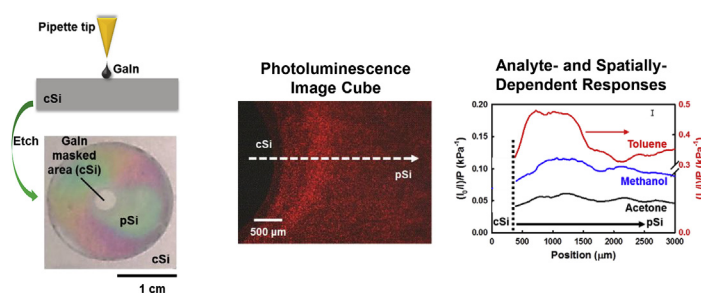 Pipette tip
GaIn
cSi
Etch
GaIn
masked
area (cSi)
pSi
cSi
1 cm
Photoluminescence
Image Cube
cSi
pSi
500 µm
Analyte- and Spatially-
Dependent Responses
(I₀/I)/P (kPa⁻¹)
0.20
0.15
0.10
0.05
0.00
0.5
0.4
0.3
0.0
(I₀/I)/P (kPa⁻¹)
Toluene
Methanol
Acetone
cSi
pSi
0 500 1000 1500 2000 2500 3000
Position (µm)